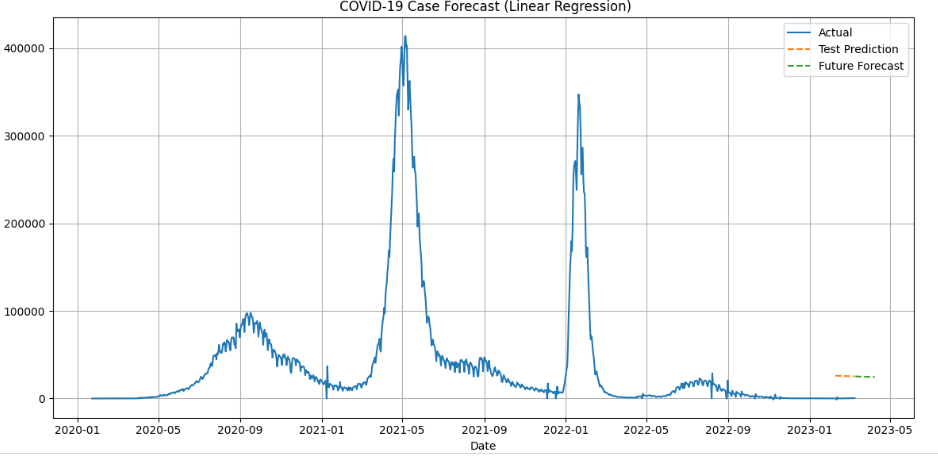 COVID-19 Case Forecast (Linear Regression)
Actual
Test Prediction
Future Forecast
400000
300000
200000
100000
0
2020-01 2020-05 2020-09 2021-01 2021-05 2021-09 2022-01 2022-05 2022-09 2023-01 2023-05
Date